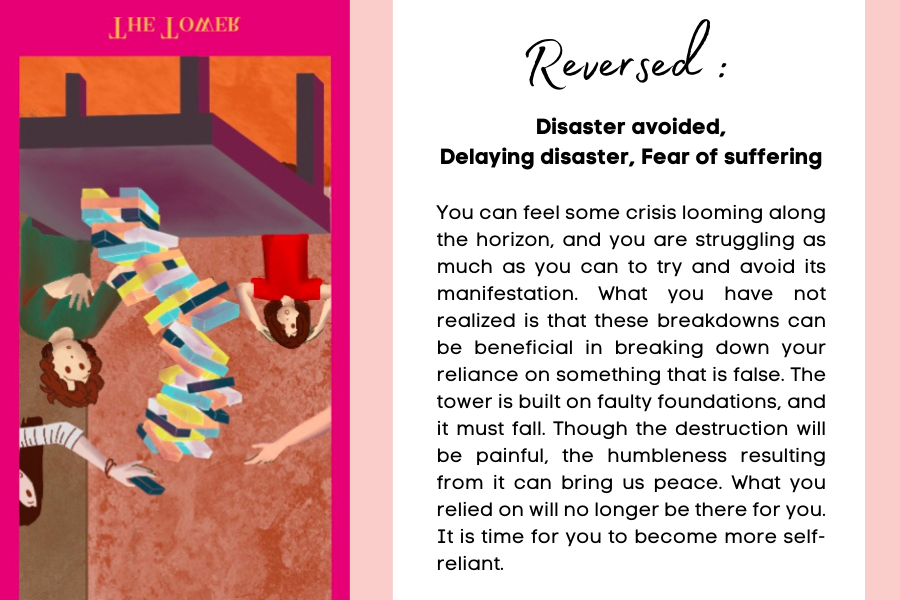 The Tower
Reversed :
Disaster avoided,
Delaying disaster, Fear of suffering
You can feel some crisis looming along
the horizon, and you are struggling as
much as you can to try and avoid its
manifestation. What you have not
realized is that these breakdowns can
be beneficial in breaking down your
reliance on something that is false. The
tower is built on faulty foundations, and
it must fall. Though the destruction will
be painful, the humbleness resulting
from it can bring us peace. What you
relied on will no longer be there for you.
It is time for you to become more self-
reliant.